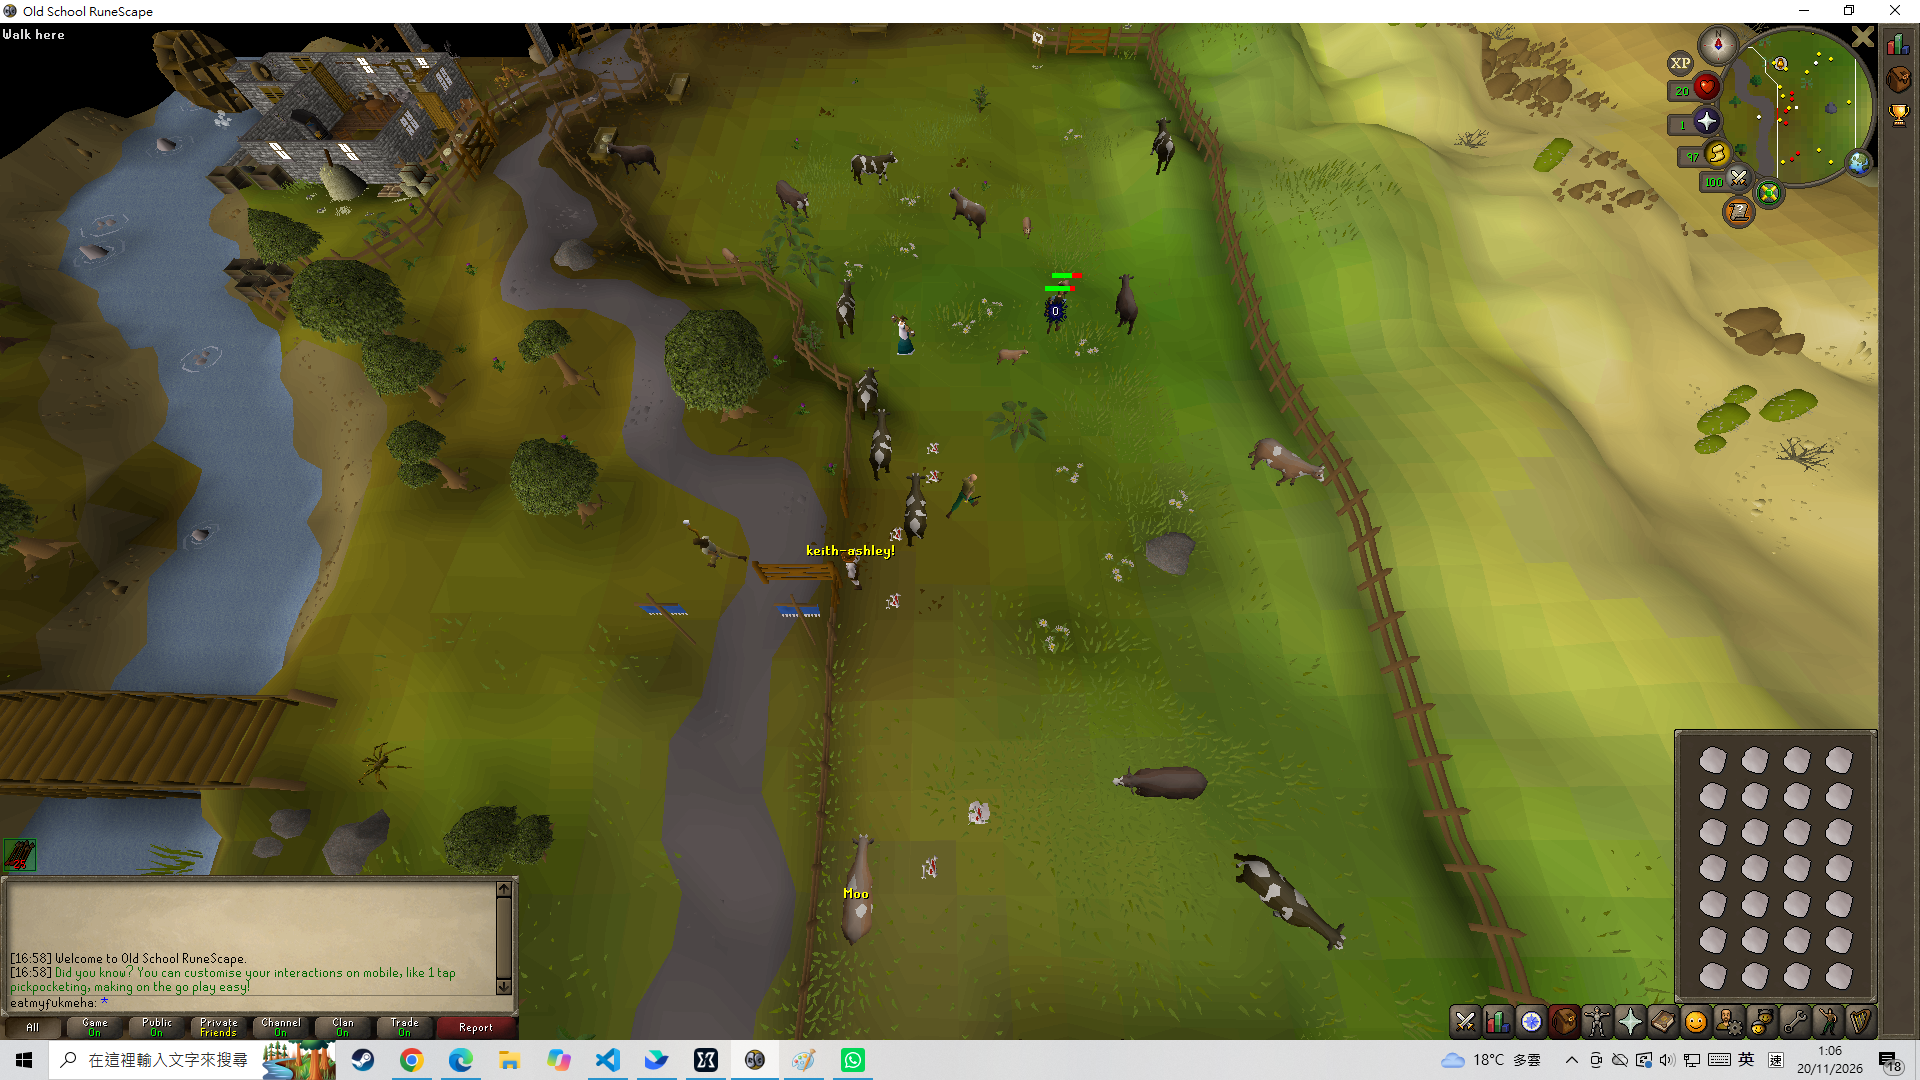 Old School RuneScape
Walk here
N
XP
20
1
97
100
0
keith-ashley!
Moo
25
[16:58] Welcome to Old School RuneScape.
[16:58] Did you know? You can customise your interactions on mobile, like 1 tap
pickpocketing, making on the go play easy!
eatmyfukmeha: *
All
Game
On
Public
On
Private
Friends
Channel
On
Clan
On
Trade
On
Report
在這裡輸入文字來搜尋
18°C 多雲
英
速
1:06
20/11/2026
18